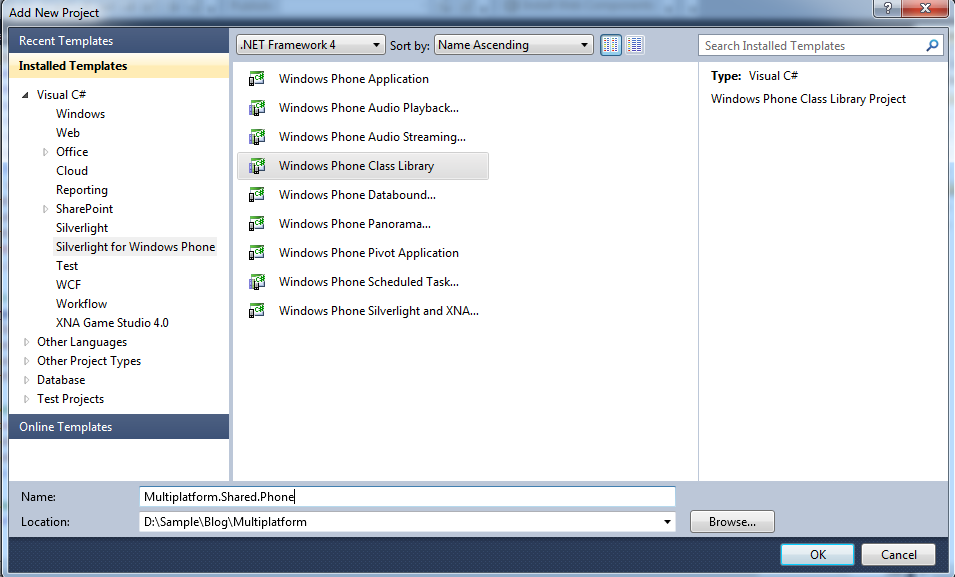 Add New Project
?
Recent Templates
Installed Templates
Visual C#
Windows
Web
Office
Cloud
Reporting
SharePoint
Silverlight
Silverlight for Windows Phone
Test
WCF
Workflow
XNA Game Studio 4.0
Other Languages
Other Project Types
Database
Test Projects
Online Templates
.NET Framework 4
Sort by:
Name Ascending
Windows Phone Application
Windows Phone Audio Playback...
Windows Phone Audio Streaming...
Windows Phone Class Library
Windows Phone Databound...
Windows Phone Panorama...
Windows Phone Pivot Application
Windows Phone Scheduled Task...
Windows Phone Silverlight and XNA...
Search Installed Templates
Type: Visual C#
Windows Phone Class Library Project
Name:
Multiplatform.Shared.Phone
Location:
D:\Sample\Blog\Multiplatform
Browse...
OK
Cancel